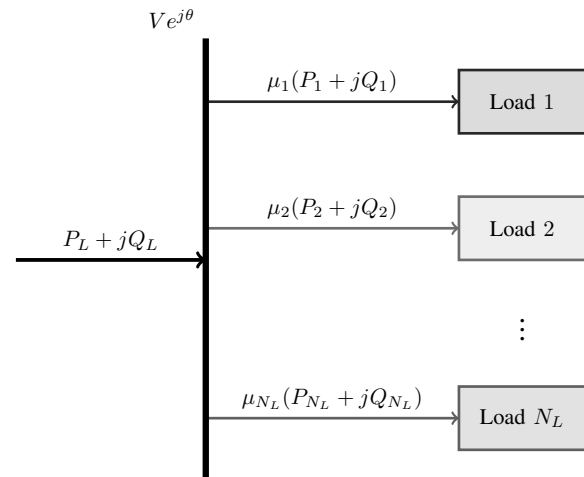 Ve^{jθ}
μ_1(P_1 + jQ_1)
Load 1
μ_2(P_2 + jQ_2)
Load 2
P_L + jQ_L
⋮
μ_{N_L}(P_{N_L} + jQ_{N_L})
Load N_L